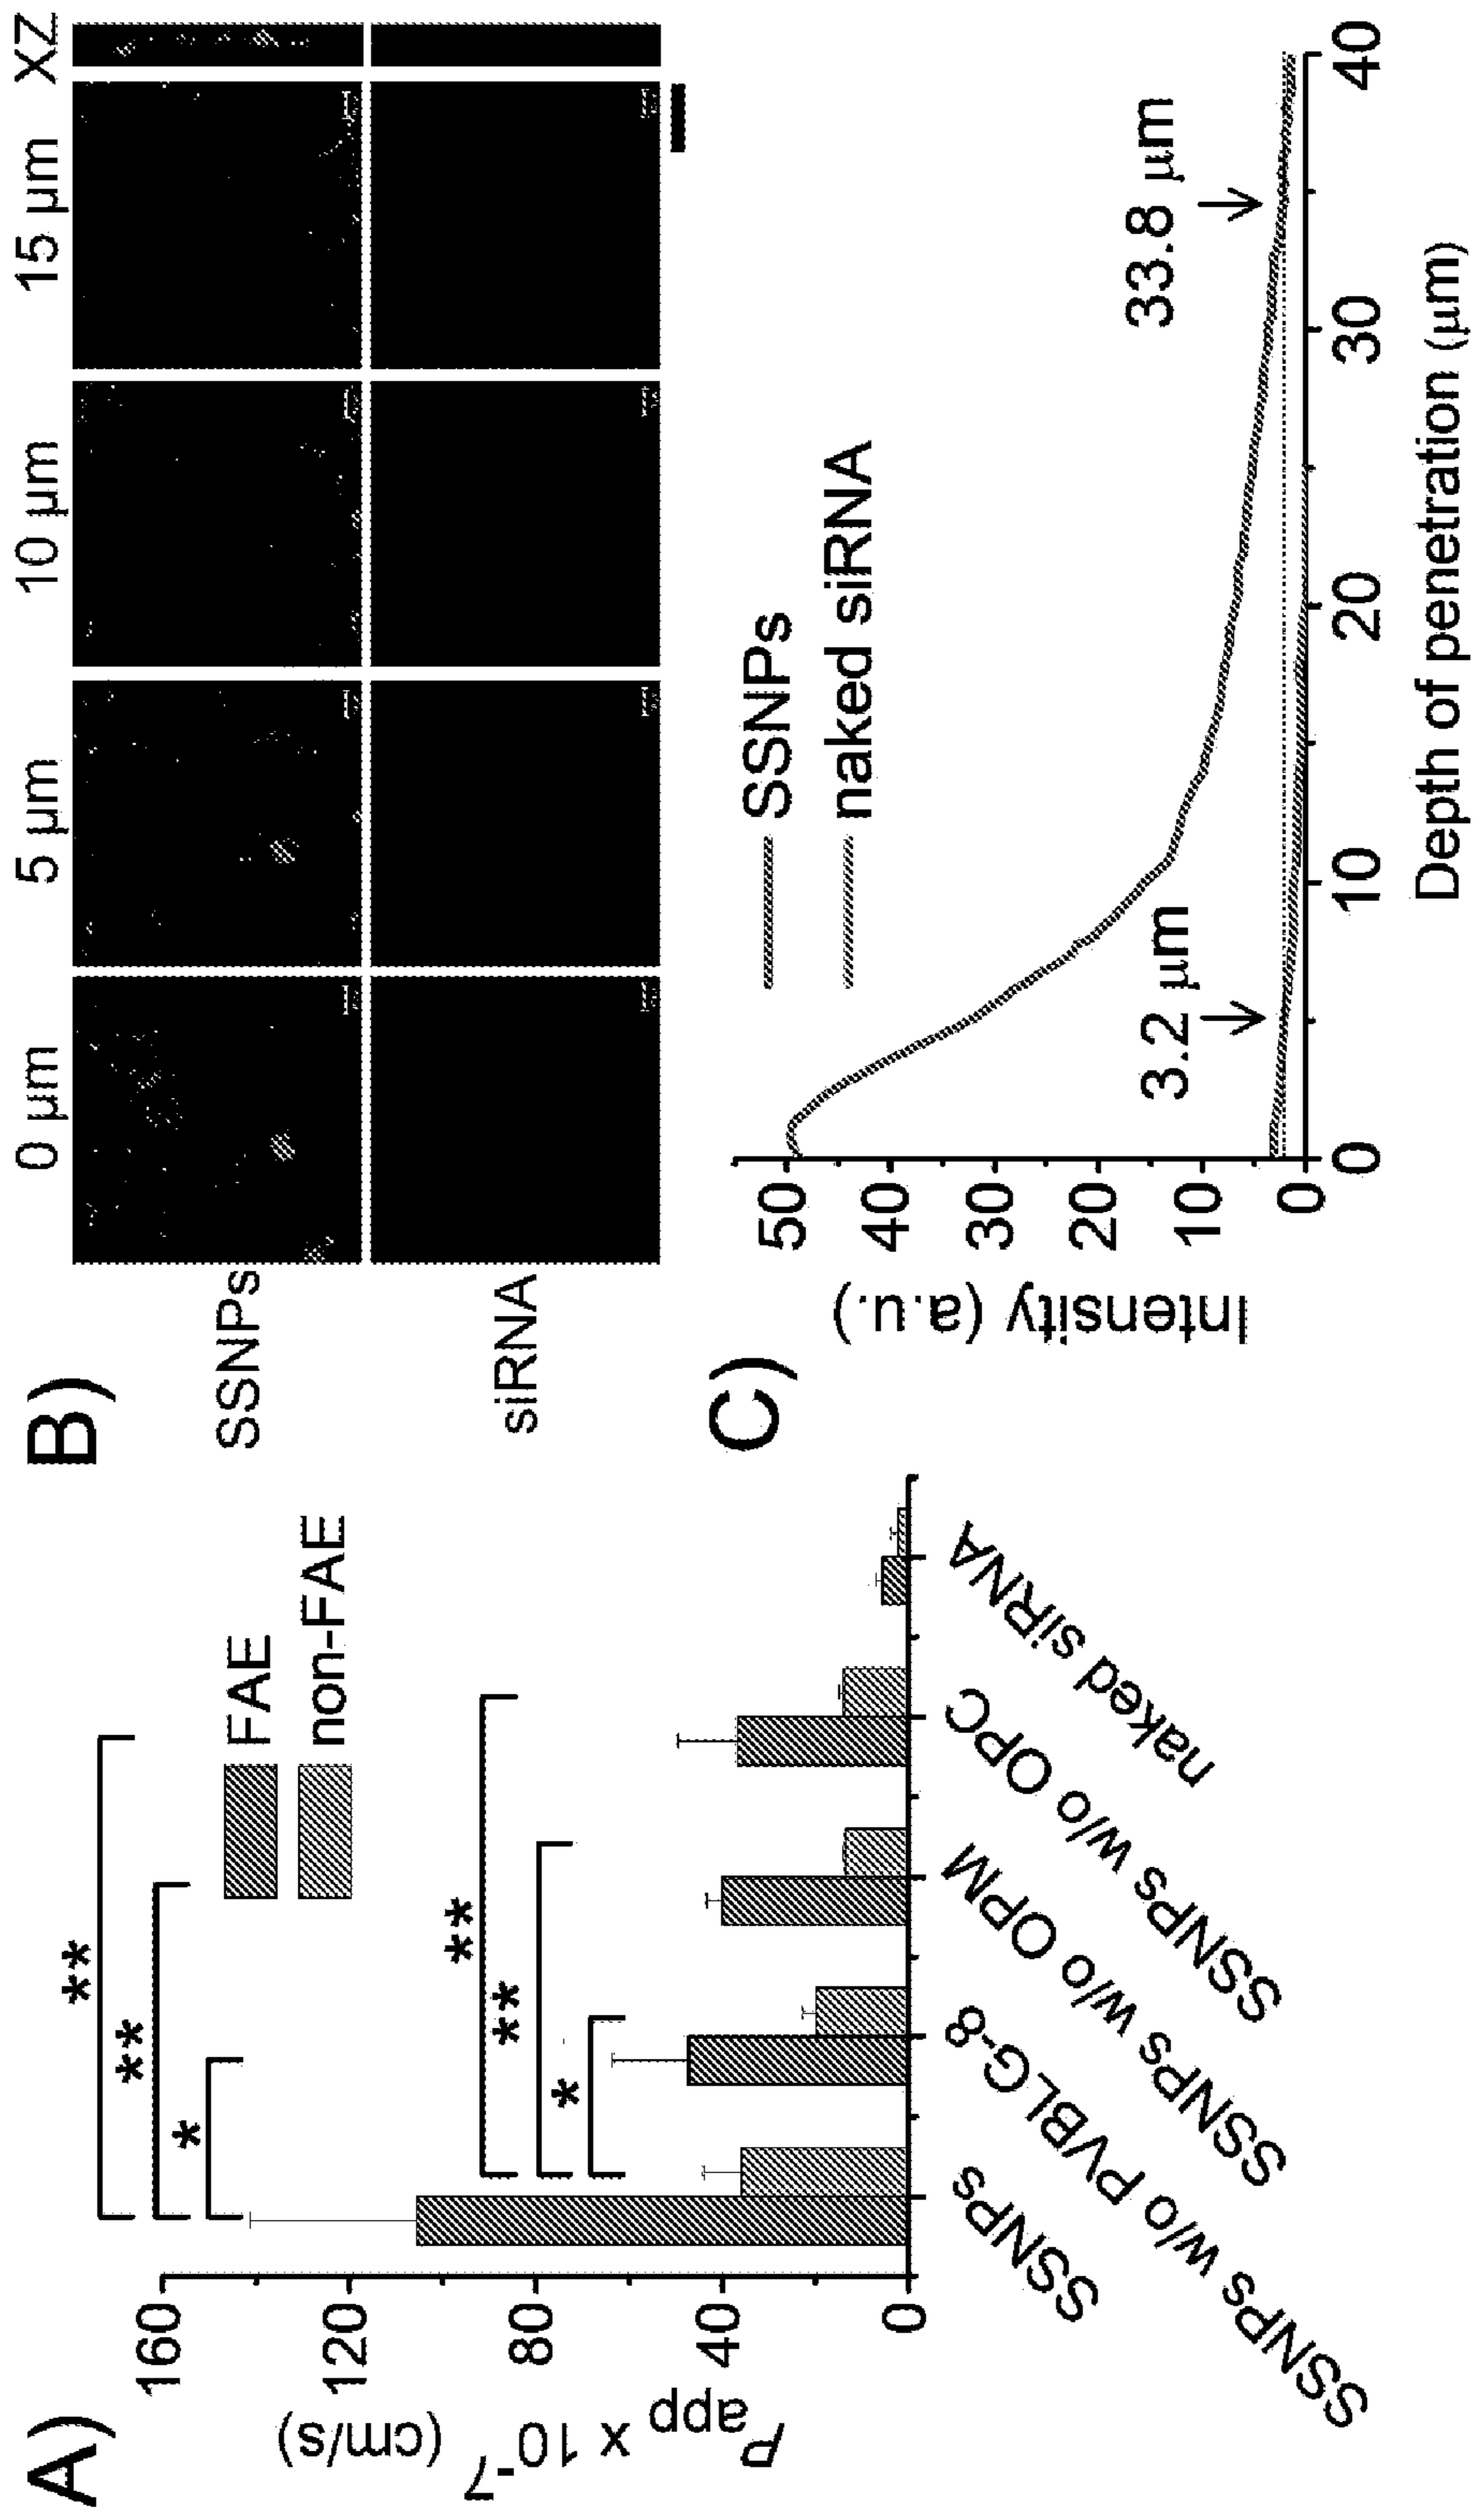 A)
P app x 10 -7 (cm/s)
160
120
80
40
0
**
**
*
**
**
*
FAE
non-FAE
SSNPs
SSNPs w/o PVBLG-8
SSNPs w/o OPM
SSNPs w/o OPC
naked siRNA
B)
0 μm 5 μm 10 μm 15 μm XZ
SSNPs
siRNA
C)
Intensity (a.u.)
50
40
30
20
10
0
SSNPs
naked siRNA
3.2 μm
33.8 μm
0 10 20 30 40
Depth of penetration (μm)